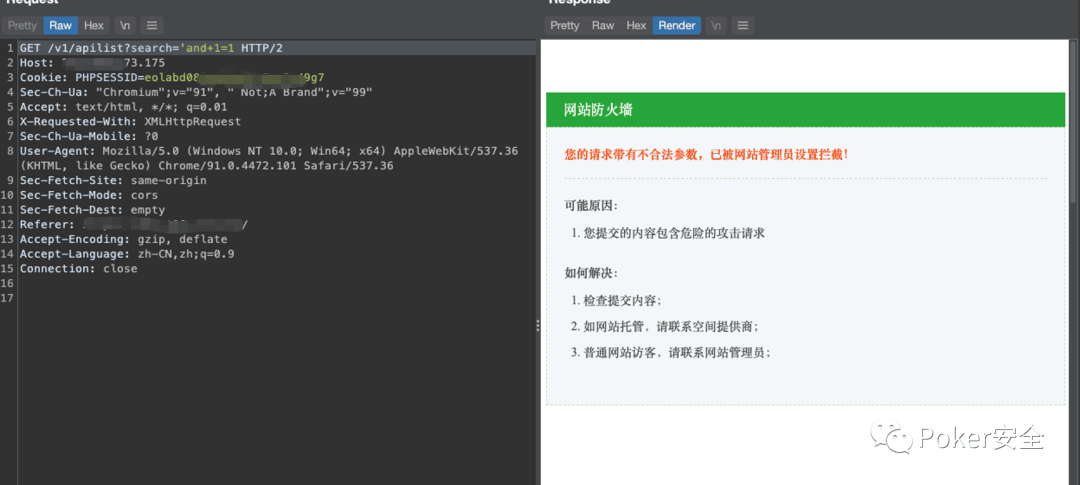 Request
Pretty Raw Hex \n
1 GET /v1/apilist?search='and+1=1 HTTP/2
2 Host: 73.175
3 Cookie: PHPSESSID=eolabd08 49g7
4 Sec-Ch-Ua: "Chromium";v="91", " Not;A Brand";v="99"
5 Accept: text/html, */*; q=0.01
6 X-Requested-With: XMLHttpRequest
7 Sec-Ch-Ua-Mobile: ?0
8 User-Agent: Mozilla/5.0 (Windows NT 10.0; Win64; x64) AppleWebKit/537.36
(KHTML, like Gecko) Chrome/91.0.4472.101 Safari/537.36
9 Sec-Fetch-Site: same-origin
10 Sec-Fetch-Mode: cors
11 Sec-Fetch-Dest: empty
12 Referer: /
13 Accept-Encoding: gzip, deflate
14 Accept-Language: zh-CN,zh;q=0.9
15 Connection: close
16
17
Response
Pretty Raw Hex Render \n
网站防火墙
您的请求带有不合法参数，已被网站管理员设置拦截！
可能原因：
1. 您提交的内容包含危险的攻击请求
如何解决：
1. 检查提交内容；
2. 如网站托管，请联系空间提供商；
3. 普通网站访客，请联系网站管理员；
Poker安全